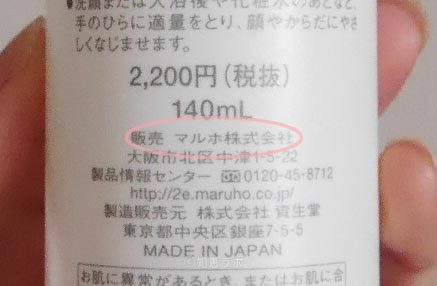 ●洗顔または入浴後や化粧水のあとなど、
手のひらに適量をとり、顔やからだにやさ
しくなじませます。
2,200円(税抜)
140mL
販売 マルホ株式会社
大阪市北区中津1-5-22
製品情報センター 0120-45-8712
http://2e.maruho.co.jp/
製造販売元 株式会社 資生堂
東京都中央区銀座7-5-5
MADE IN JAPAN
お肌に異常があるとき、またはお肌に合